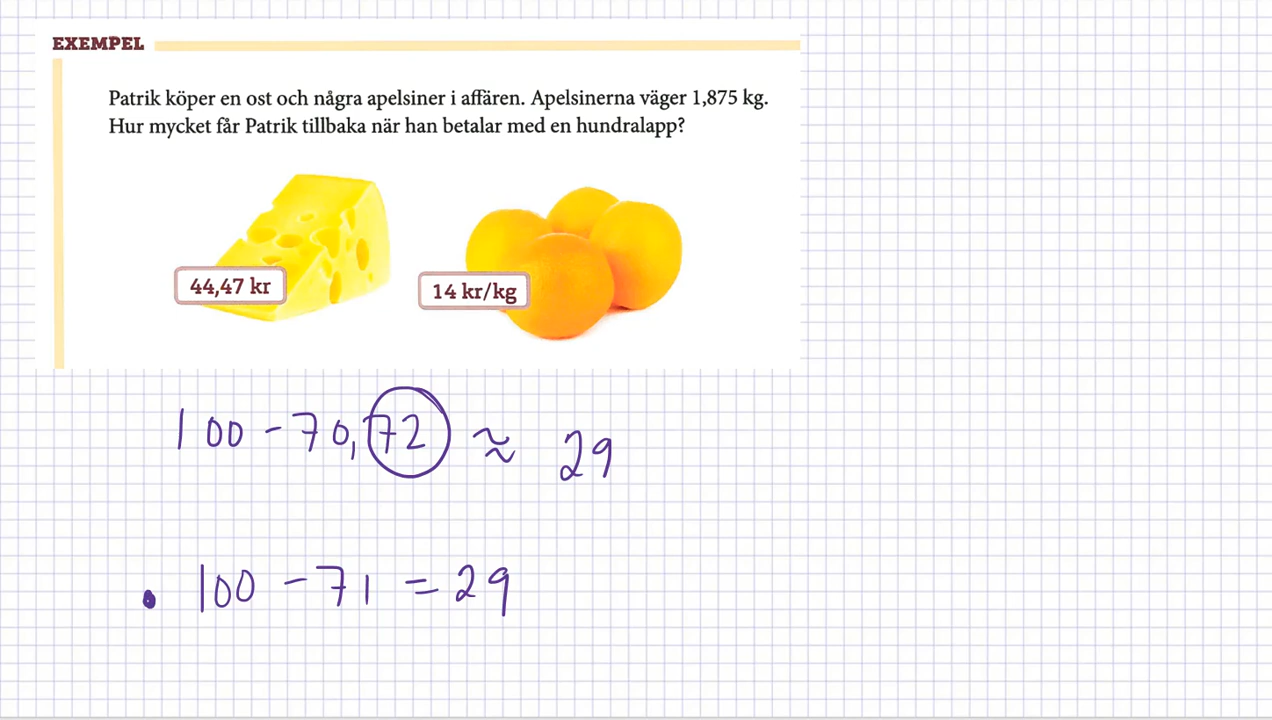 EXEMPEL
Patrik köper en ost och några apelsiner i affären. Apelsinerna väger 1,875 kg.
Hur mycket får Patrik tillbaka när han betalar med en hundralapp?
44,47 kr
14 kr/kg
100 - 70,72 ≈ 29
• 100 - 71 = 29